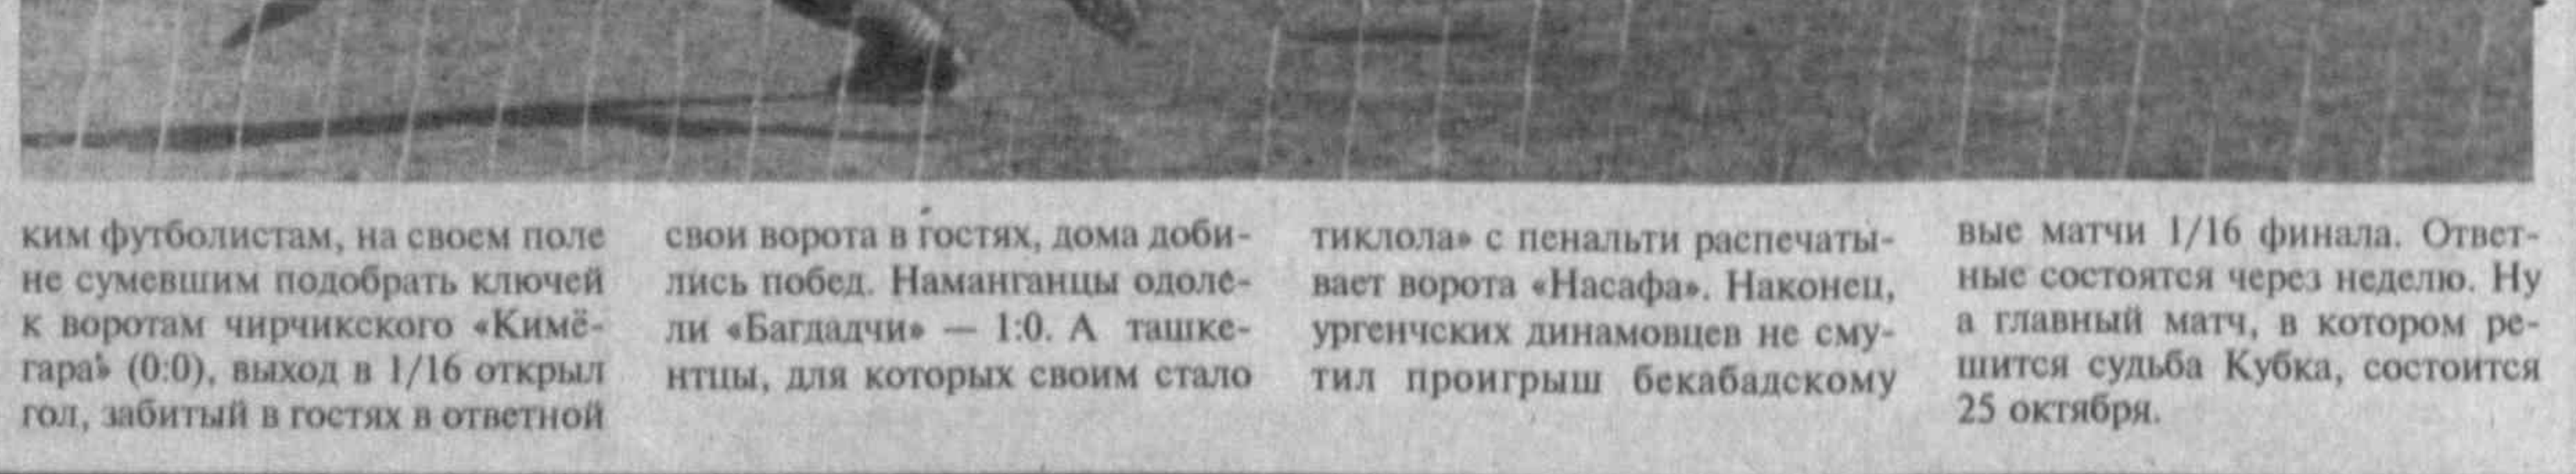 ким футболистам, на своем поле
не сумевшим подобрать ключей
к воротам чирчикского «Кимё-
гара» (0:0), выход в 1/16 открыл
гол, забитый в гостях в ответной
свои ворота в гостях, дома доби-
лись побед. Наманганцы одоле-
ли «Багдадчи» — 1:0. А ташке-
нтцы, для которых своим стало
тиклола» с пенальти распечаты-
вает ворота «Насафа». Наконец,
ургенчских динамовцев не сму-
тил проигрыш бекабадскому
вые матчи 1/16 финала. Ответ-
ные состоятся через неделю. Ну
а главный матч, в котором ре-
шится судьба Кубка, состоится
25 октября.